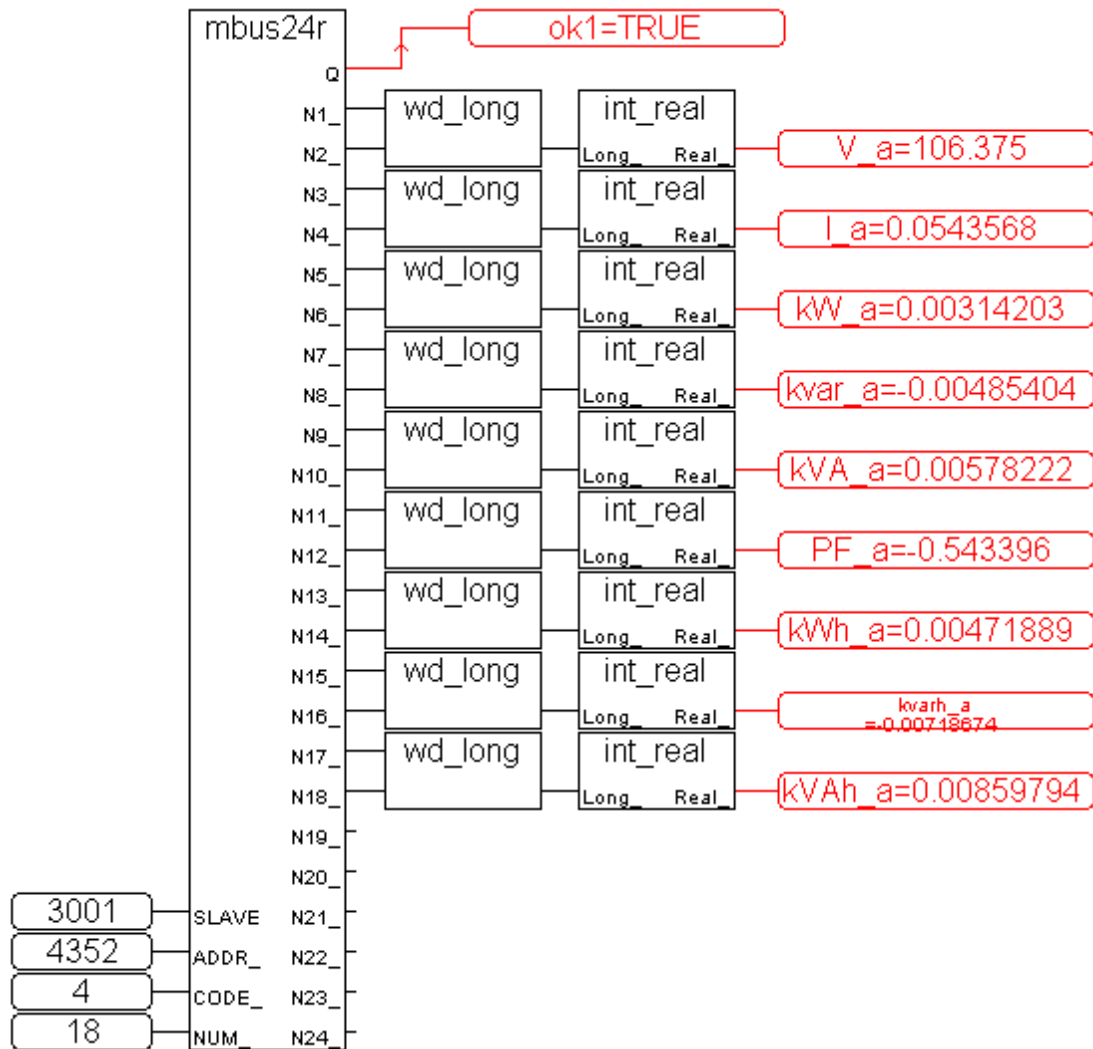 mbus24r
ok1=TRUE
Q
N1_
wd_long
int_real
N2_
Long_
Real_
V_a=106.375
N3_
wd_long
int_real
N4_
Long_
Real_
I_a=0.0543568
N5_
wd_long
int_real
N6_
Long_
Real_
kW_a=0.00314203
N7_
wd_long
int_real
N8_
Long_
Real_
kvar_a=-0.00485404
N9_
wd_long
int_real
N10_
Long_
Real_
kVA_a=0.00578222
N11_
wd_long
int_real
N12_
Long_
Real_
PF_a=-0.543396
N13_
wd_long
int_real
N14_
Long_
Real_
kWh_a=0.00471889
N15_
wd_long
int_real
N16_
Long_
Real_
kvarh_a
=-0.00718674
N17_
wd_long
int_real
N18_
Long_
Real_
kVAh_a=0.00859794
N19_
N20_
3001
SLAVE
N21_
4352
ADDR_
N22_
4
CODE_
N23_
18
NUM_
N24_